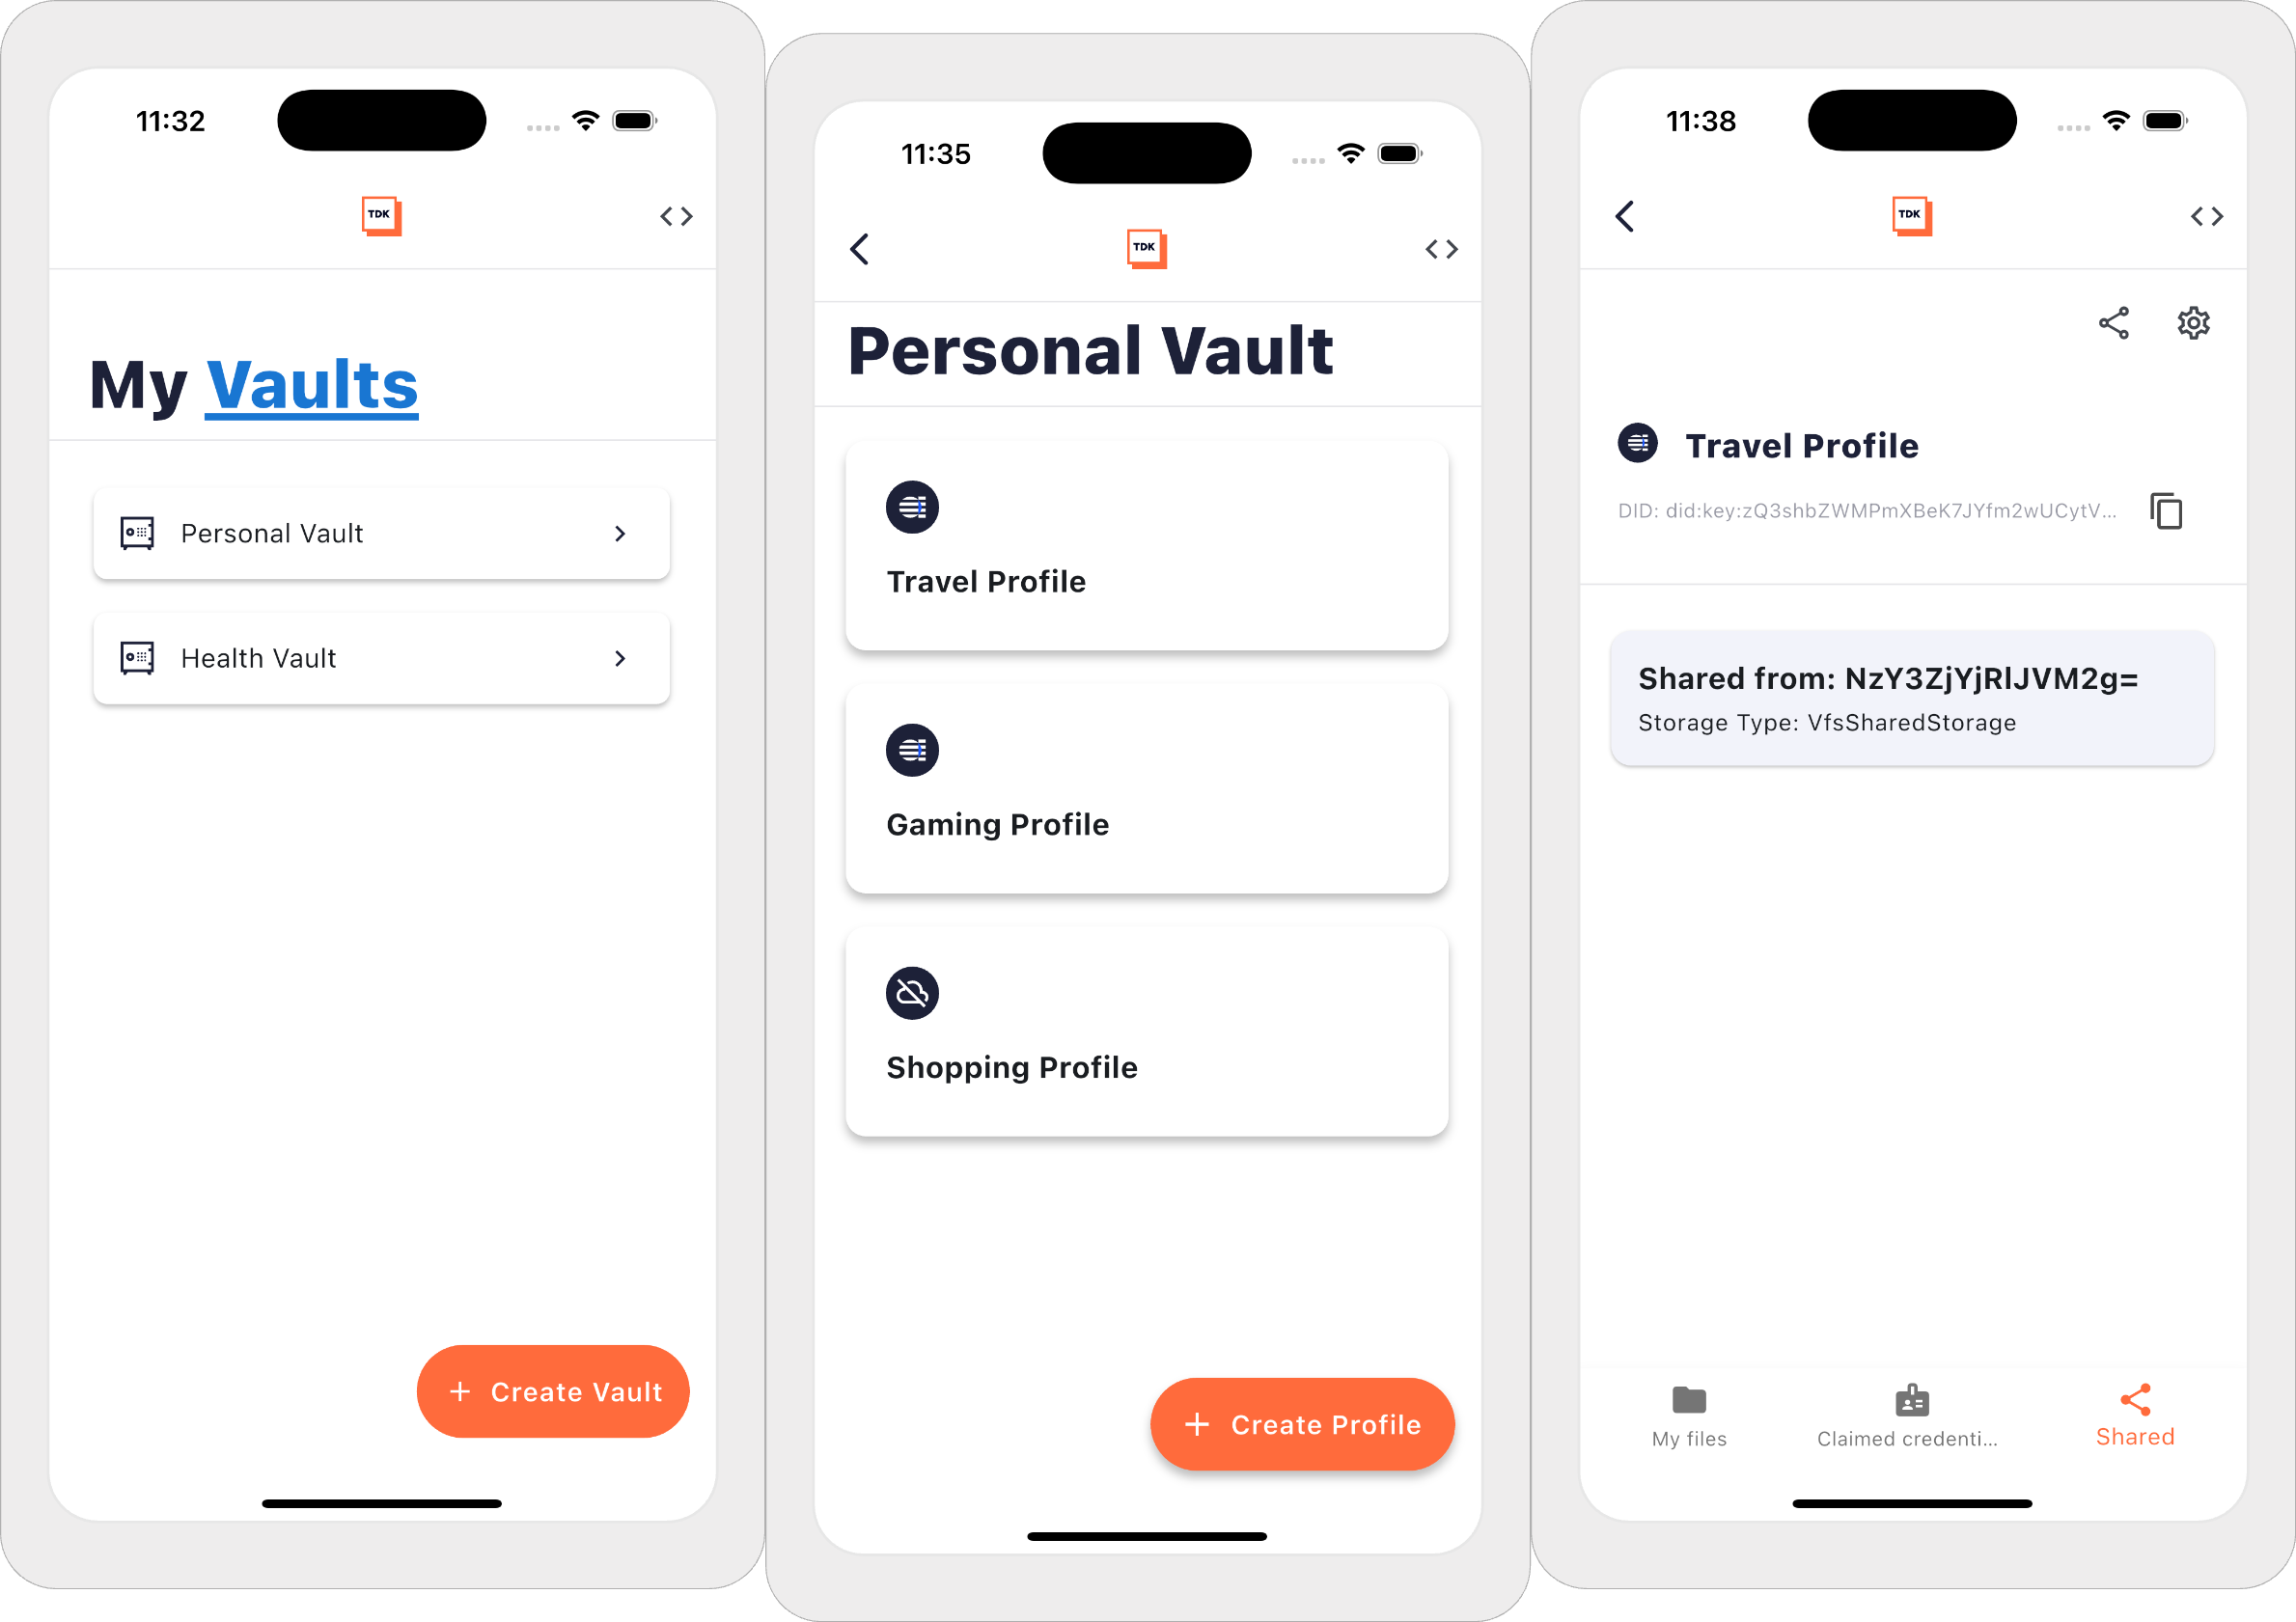 11:32
TDK
My Vaults
Personal Vault
Health Vault
+ Create Vault
11:35
TDK
Personal Vault
Travel Profile
Gaming Profile
Shopping Profile
+ Create Profile
11:38
TDK
Travel Profile
DID: did:key:zQ3shbZWMPmXBeK7JYfm2wUCytV...
Shared from: NzY3ZjYjRlJVM2g=
Storage Type: VfsSharedStorage
My files
Claimed credenti...
Shared